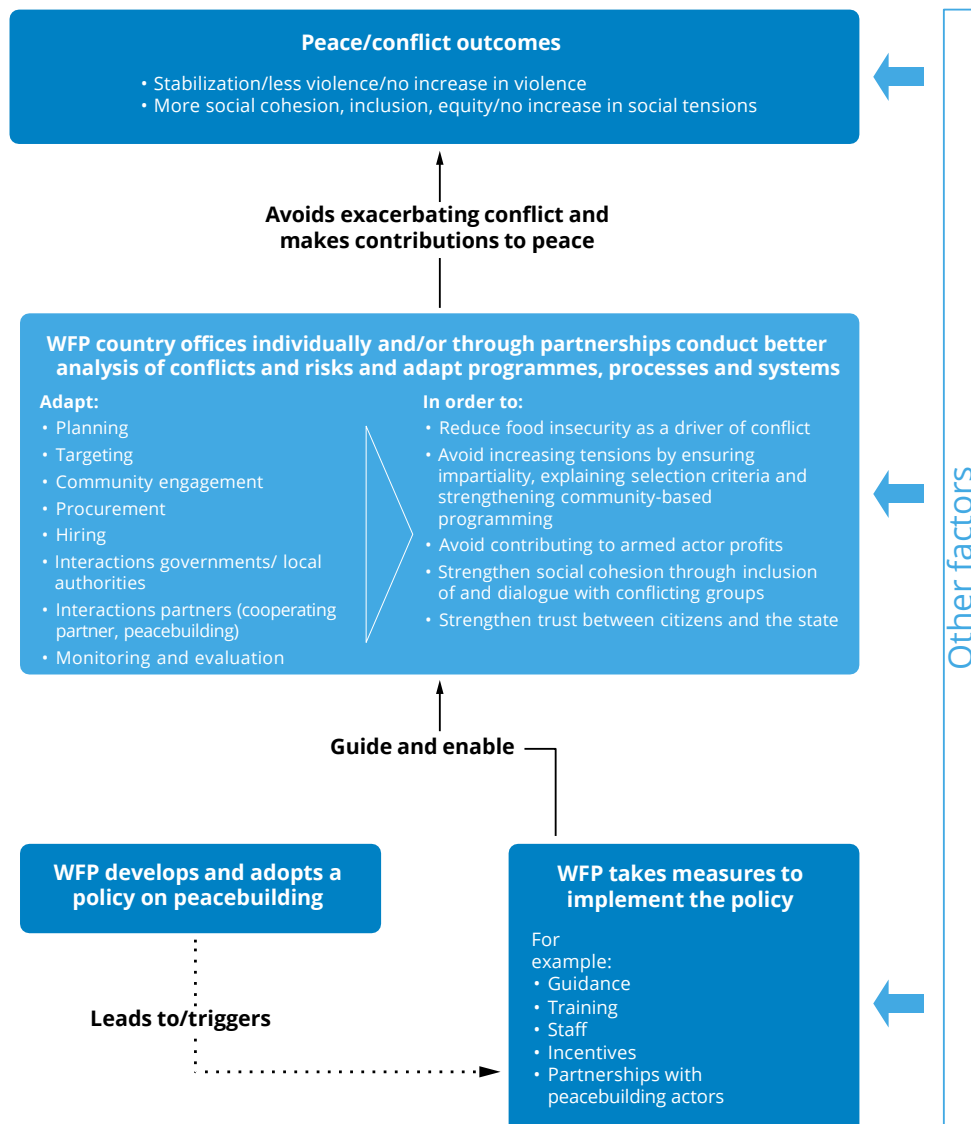 Peace/conflict outcomes
• Stabilization/less violence/no increase in violence
• More social cohesion, inclusion, equity/no increase in social tensions
Avoids exacerbating conflict and
makes contributions to peace
WFP country offices individually and/or through partnerships conduct better
analysis of conflicts and risks and adapt programmes, processes and systems
Adapt:
• Planning
• Targeting
• Community engagement
• Procurement
• Hiring
• Interactions governments/ local
authorities
• Interactions partners (cooperating
partner, peacebuilding)
• Monitoring and evaluation
In order to:
• Reduce food insecurity as a driver of conflict
• Avoid increasing tensions by ensuring
impartiality, explaining selection criteria and
strengthening community-based
programming
• Avoid contributing to armed actor profits
• Strengthen social cohesion through inclusion
of and dialogue with conflicting groups
• Strengthen trust between citizens and the state
Guide and enable
WFP develops and adopts a
policy on peacebuilding
Leads to/triggers
WFP takes measures to
implement the policy
For
example:
• Guidance
• Training
• Staff
• Incentives
• Partnerships with
peacebuilding actors
Other factors